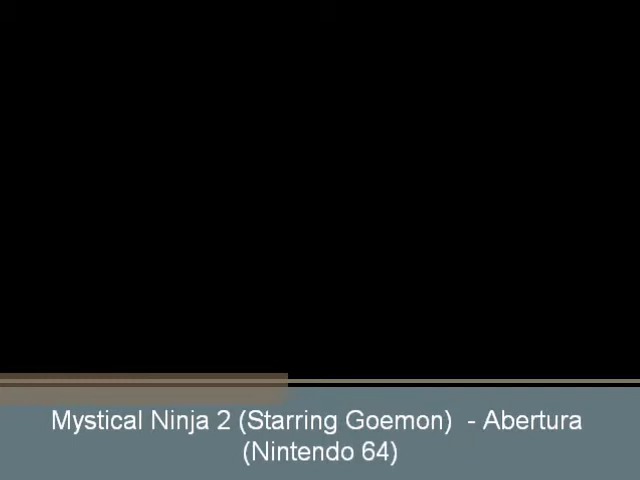 Mystical Ninja 2 (Starring Goemon)  - Abertura
(Nintendo 64)